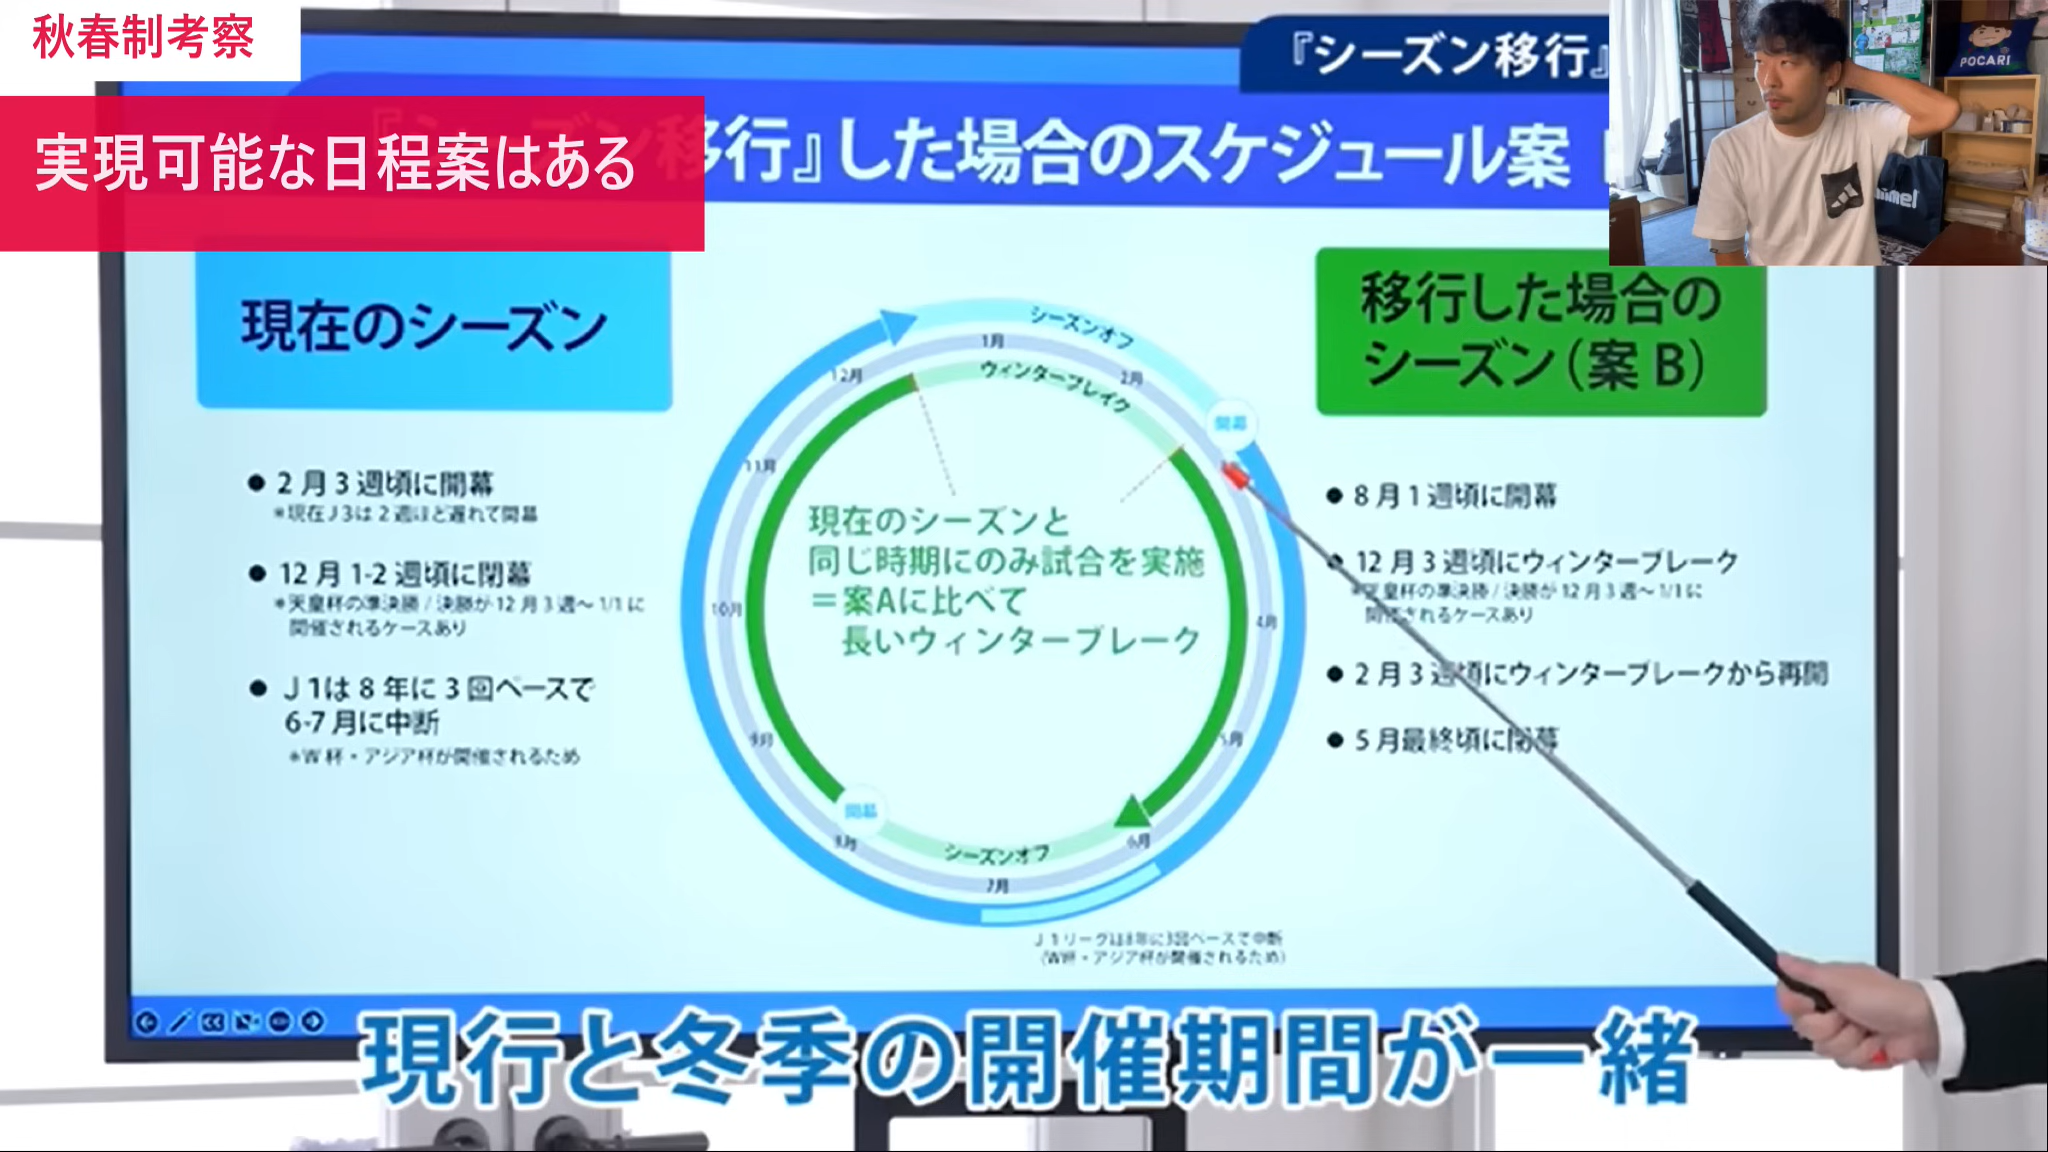 秋春制考察
実現可能な日程案はある
『シーズン移行』
移行』した場合のスケジュール案
POCARI
hummel
現在のシーズン
● 2月3週頃に開幕
※現在J3は2週ほど遅れて開幕
● 12月1-2週頃に閉幕
※天皇杯の準決勝/決勝が12月3週〜1/1に
開催されるケースあり
● J1は8年に3回ペースで
6-7月に中断
※W杯・アジア杯が開催されるため
シーズンオフ
1月
ウィンターブレイク
2月
12月
開幕
11月
10月
4月
9月
5月
開幕
8月
シーズンオフ
6月
7月
現在のシーズンと
同じ時期にのみ試合を実施
＝案Aに比べて
長いウィンターブレーク
J1リーグは8年に3回ペースで中断
（W杯・アジア杯が開催されるため）
移行した場合の
シーズン（案B）
● 8月1週頃に開幕
● 12月3週頃にウィンターブレーク
※天皇杯の準決勝/決勝が12月3週〜1/1に
開催されるケースあり
● 2月3週頃にウィンターブレークから再開
● 5月最終頃に閉幕
現行と冬季の開催期間が一緒